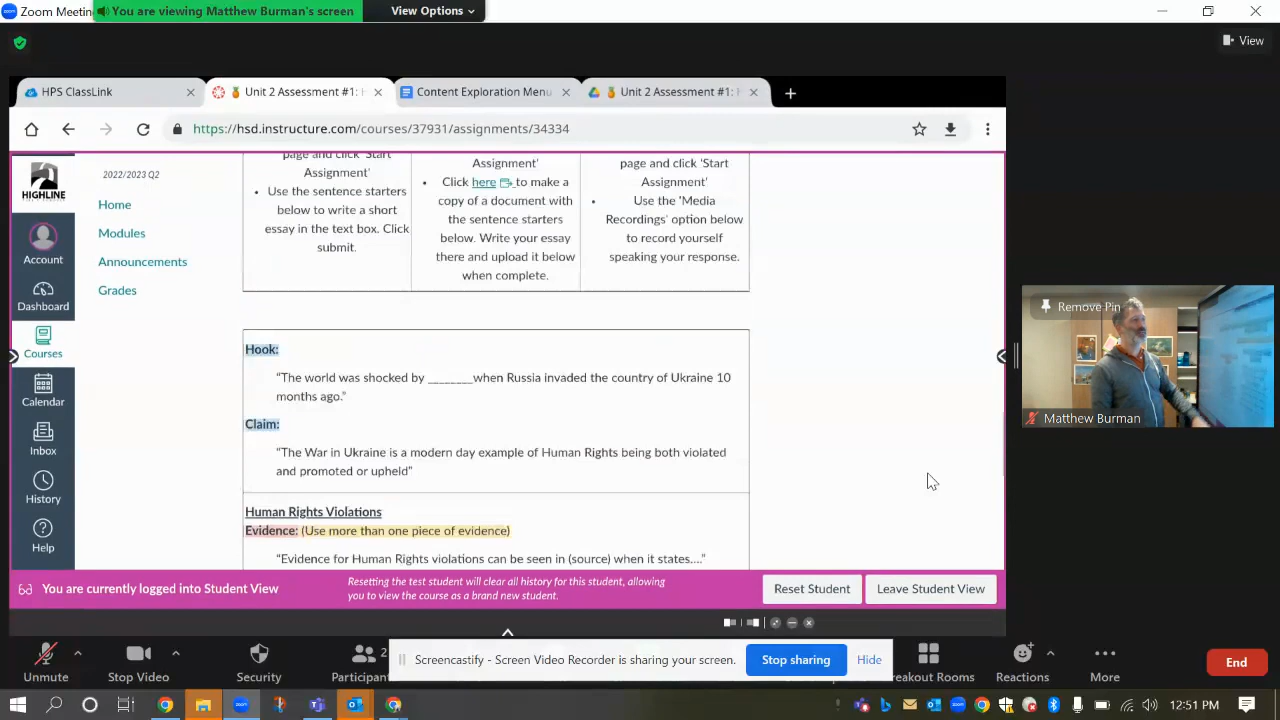 Zoom Meetin
You are viewing Matthew Burman's screen
View Options
View
HPS ClassLink
Unit 2 Assessment #1: H
Content Exploration Menu
Unit 2 Assessment #1: H
https://hsd.instructure.com/courses/37931/assignments/34334
HIGHLINE
Account
Dashboard
Courses
Calendar
Inbox
History
Help
2022/2023 Q2
Home
Modules
Announcements
Grades
page and click 'Start
Assignment'
Use the sentence starters
below to write a short
essay in the text box. Click
submit.
Assignment'
Click here to make a
copy of a document with
the sentence starters
below. Write your essay
there and upload it below
when complete.
page and click 'Start
Assignment'
Use the 'Media
Recordings' option below
to record yourself
speaking your response.
Hook:
"The world was shocked by ________when Russia invaded the country of Ukraine 10
months ago."
Claim:
"The War in Ukraine is a modern day example of Human Rights being both violated
and promoted or upheld"
Human Rights Violations
Evidence: (Use more than one piece of evidence)
"Evidence for Human Rights violations can be seen in (source) when it states...."
You are currently logged into Student View
Resetting the test student will clear all history for this student, allowing
you to view the course as a brand new student.
Reset Student
Leave Student View
Remove Pin
Matthew Burman
Unmute
Stop Video
Security
Participan
2
Screencastify - Screen Video Recorder is sharing your screen.
Stop sharing
Hide
reakout Rooms
Reactions
More
End
12:51 PM